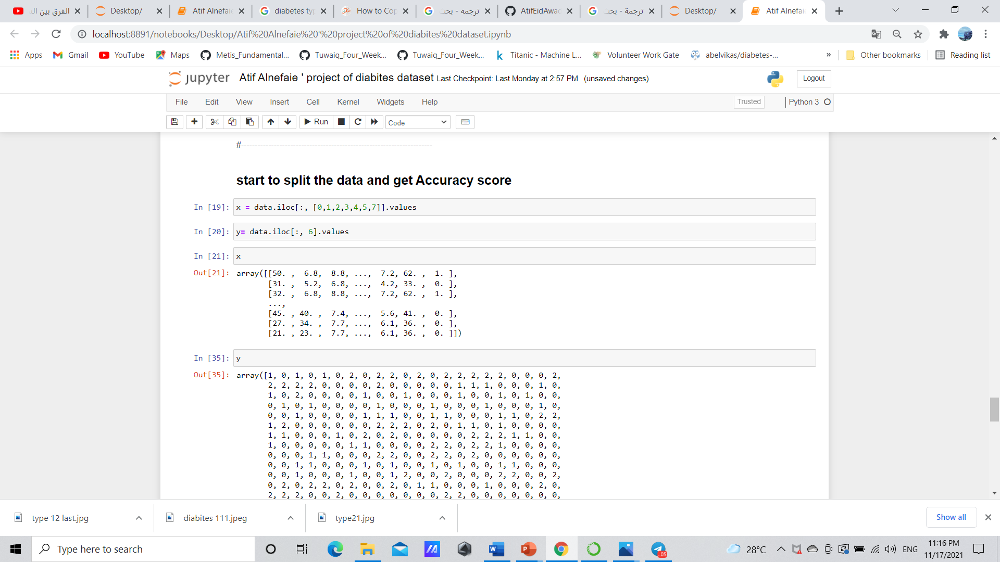 الفرق بين الد
Desktop/
Atif Alnefaie
diabetes typ
How to Cop
ترجمه - بحث
AtifEidAwad
ترجمة - بحث
Desktop/
Atif Alnefaie
localhost:8891/notebooks/Desktop/Atif%20Alnefaie%20'%20project%20of%20diabites%20dataset.ipynb
Apps
Gmail
YouTube
Maps
Metis_Fundamental...
Tuwaiq_Four_Week...
Tuwaiq_Four_Week...
Titanic - Machine L...
Volunteer Work Gate
abelvikas/diabetes-...
»
Other bookmarks
Reading list
jupyter
Atif Alnefaie ' project of diabites dataset Last Checkpoint: Last Monday at 2:57 PM (unsaved changes)
Logout
File
Edit
View
Insert
Cell
Kernel
Widgets
Help
Trusted
Python 3
Run
Code
#----------------------------------------------------------------------
start to split the data and get Accuracy score
In [19]: x = data.iloc[:, [0,1,2,3,4,5,7]].values
In [20]: y= data.iloc[:, 6].values
In [21]: x
Out[21]: array([[50. ,  6.8,  8.8, ...,  7.2, 62. ,  1. ],
[31. ,  5.2,  6.8, ...,  4.2, 33. ,  0. ],
[32. ,  6.8,  8.8, ...,  7.2, 62. ,  1. ],
...,
[45. , 40. ,  7.4, ...,  5.6, 41. ,  0. ],
[27. , 34. ,  7.7, ...,  6.1, 36. ,  0. ],
[21. , 23. ,  7.7, ...,  6.1, 36. ,  0. ]])
In [35]: y
Out[35]: array([1, 0, 1, 0, 1, 0, 2, 0, 2, 2, 0, 2, 0, 2, 2, 2, 2, 2, 0, 0, 0, 2,
2, 2, 2, 2, 0, 0, 0, 0, 2, 0, 0, 0, 0, 0, 1, 1, 1, 0, 0, 0, 1, 0,
1, 0, 2, 0, 0, 0, 0, 1, 0, 0, 1, 0, 0, 0, 1, 0, 0, 1, 0, 1, 0, 0,
0, 1, 0, 1, 0, 0, 0, 0, 1, 0, 0, 0, 1, 0, 0, 0, 1, 0, 0, 0, 1, 0,
0, 0, 1, 0, 0, 0, 0, 1, 1, 1, 0, 0, 1, 1, 0, 0, 0, 1, 1, 0, 2, 2,
1, 2, 0, 0, 0, 0, 0, 0, 2, 2, 2, 0, 2, 0, 1, 1, 0, 1, 0, 0, 0, 0,
1, 1, 0, 0, 0, 1, 0, 2, 0, 2, 0, 0, 0, 0, 0, 2, 2, 2, 1, 1, 0, 0,
1, 0, 0, 0, 0, 0, 1, 1, 0, 0, 0, 0, 2, 2, 0, 2, 2, 1, 0, 0, 0, 0,
0, 0, 0, 1, 1, 0, 0, 0, 2, 2, 0, 0, 2, 2, 0, 2, 0, 0, 0, 0, 0, 0,
0, 0, 1, 1, 0, 0, 0, 1, 0, 1, 0, 0, 1, 0, 1, 0, 0, 1, 1, 0, 0, 0,
0, 0, 1, 0, 0, 0, 1, 0, 0, 1, 2, 0, 0, 2, 0, 0, 0, 2, 2, 0, 0, 2,
0, 2, 0, 2, 2, 0, 2, 0, 0, 2, 0, 1, 1, 0, 0, 0, 1, 0, 0, 0, 2, 0,
2, 2, 2, 0, 0, 2, 0, 0, 0, 0, 0, 0, 0, 2, 2, 0, 0, 0, 0, 0, 0, 0,
type 12 last.jpg
diabites 111.jpeg
type21.jpg
Show all
Type here to search
05
28°C
ENG
11:16 PM
11/17/2021